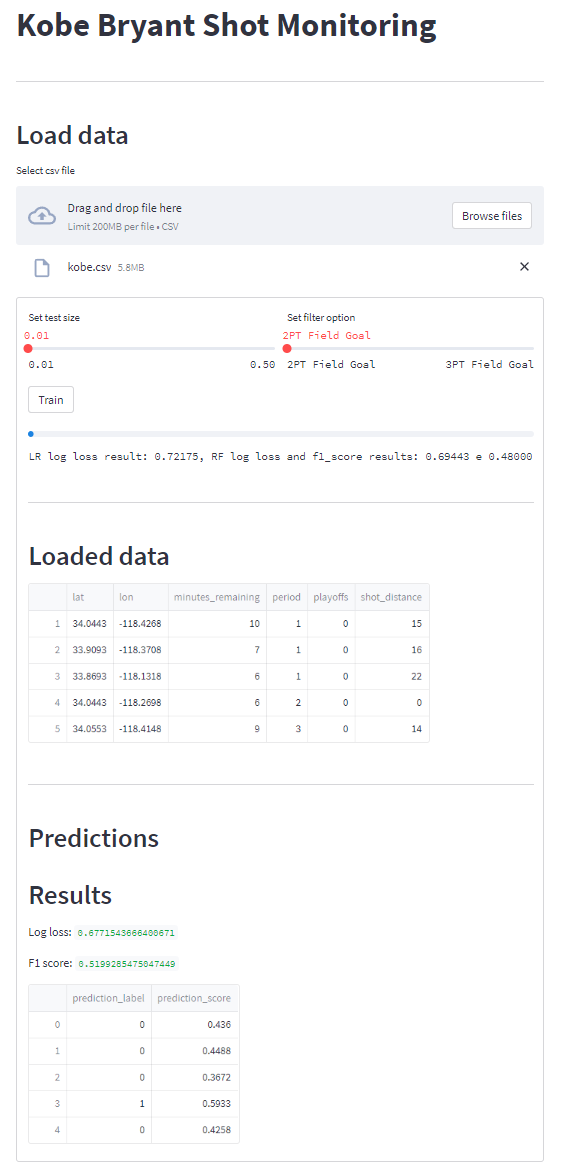 Kobe Bryant Shot Monitoring
Load data
Select csv file
Drag and drop file here
Limit 200MB per file • CSV
Browse files
kobe.csv 5.8MB
Set test size
Set filter option
0.01
2PT Field Goal
0.01 0.50 2PT Field Goal 3PT Field Goal
Train
LR log loss result: 0.72175, RF log loss and f1_score results: 0.69443 e 0.48000
Loaded data
lat lon minutes_remaining period playoffs shot_distance
1 34.0443 -118.4268 10 1 0 15
2 33.9093 -118.3708 7 1 0 16
3 33.8693 -118.1318 6 1 0 22
4 34.0443 -118.2698 6 2 0 0
5 34.0553 -118.4148 9 3 0 14
Predictions
Results
Log loss: 0.6771543666400671
F1 score: 0.5199285475047449
prediction_label prediction_score
0 0 0.436
1 0 0.4488
2 0 0.3672
3 1 0.5933
4 0 0.4258